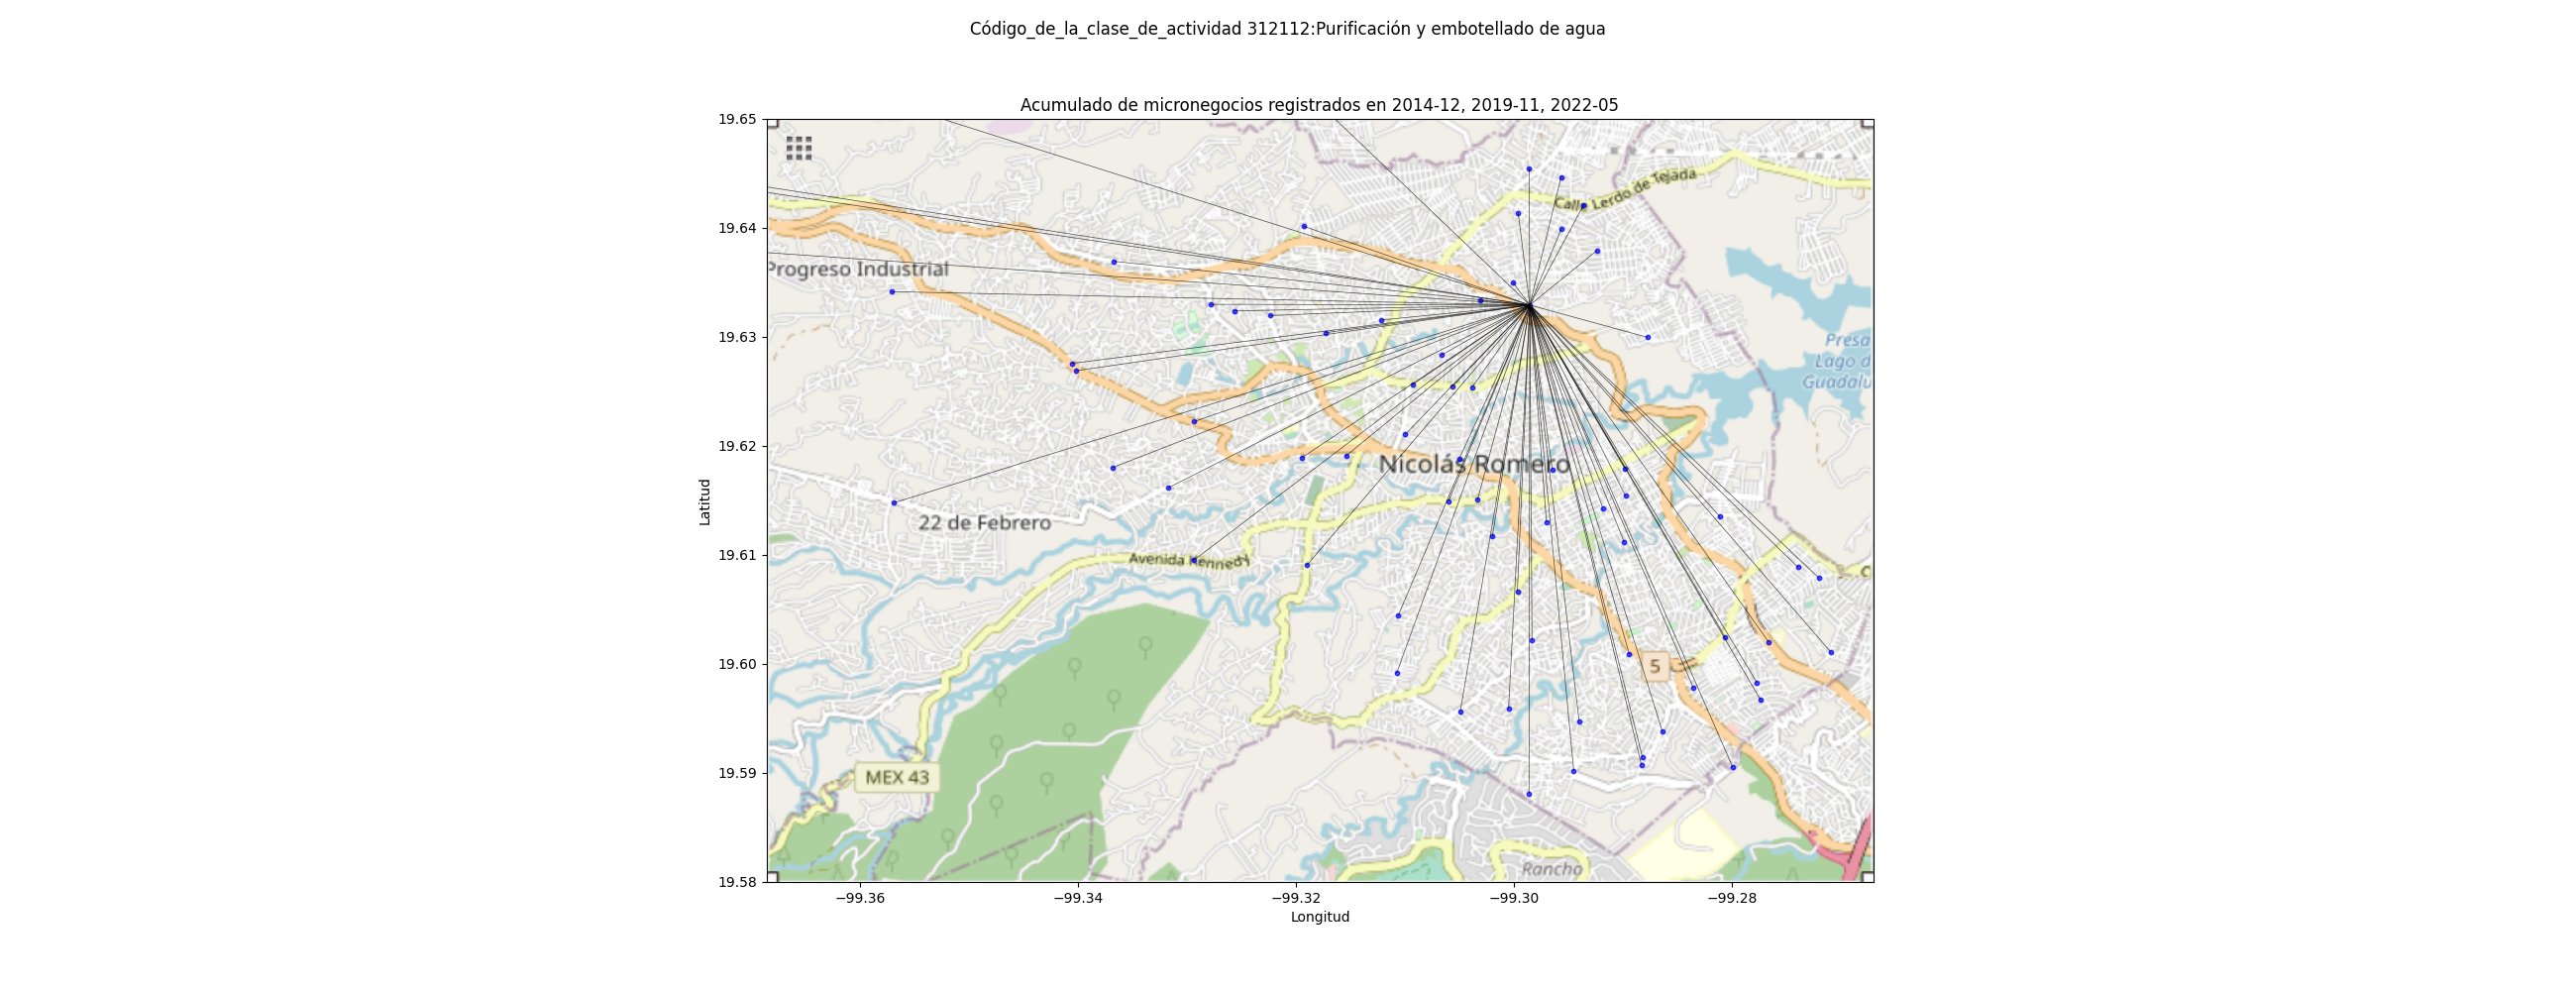 Código_de_la_clase_de_actividad 312112:Purificación y embotellado de agua
Acumulado de micronegocios registrados en 2014-12, 2019-11, 2022-05
19.65
19.64
19.63
19.62
19.61
19.60
19.59
19.58
Latitud
Calle Lerdo de Tejada
Progreso Industrial
Presa
Lago d
Guadalu
Nicolás Romero
22 de Febrero
Avenida Kennedy
C
5
MEX 43
Rancho
−99.36
−99.34
−99.32
−99.30
−99.28
Longitud